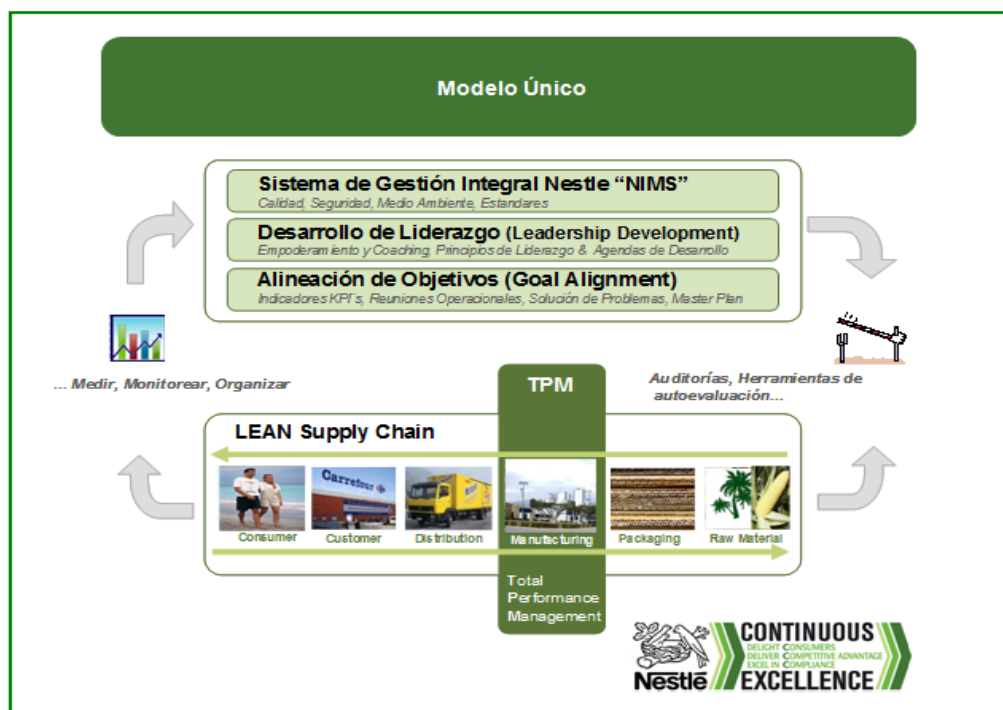 Modelo Único
Sistema de Gestión Integral Nestle “NIMS”
Calidad, Seguridad, Medio Ambiente, Estandares
Desarrollo de Liderazgo (Leadership Development)
Empoderamiento y Coaching, Principios de Liderazgo & Agendas de Desarrollo
Alineación de Objetivos (Goal Alignment)
Indicadores KPI's, Reuniones Operacionales, Solución de Problemas, Master Plan
... Medir, Monitorear, Organizar
Auditorías, Herramientas de
autoevaluación...
TPM
LEAN Supply Chain
Carrefour
Consumer
Customer
Distribution
Manufacturing
Packaging
Raw Material
Total
Performance
Management
Nestlé
CONTINUOUS
DELIGHT CONSUMERS
DELIVER COMPETITIVE ADVANTAGE
EXCEL IN COMPLIANCE
EXCELLENCE